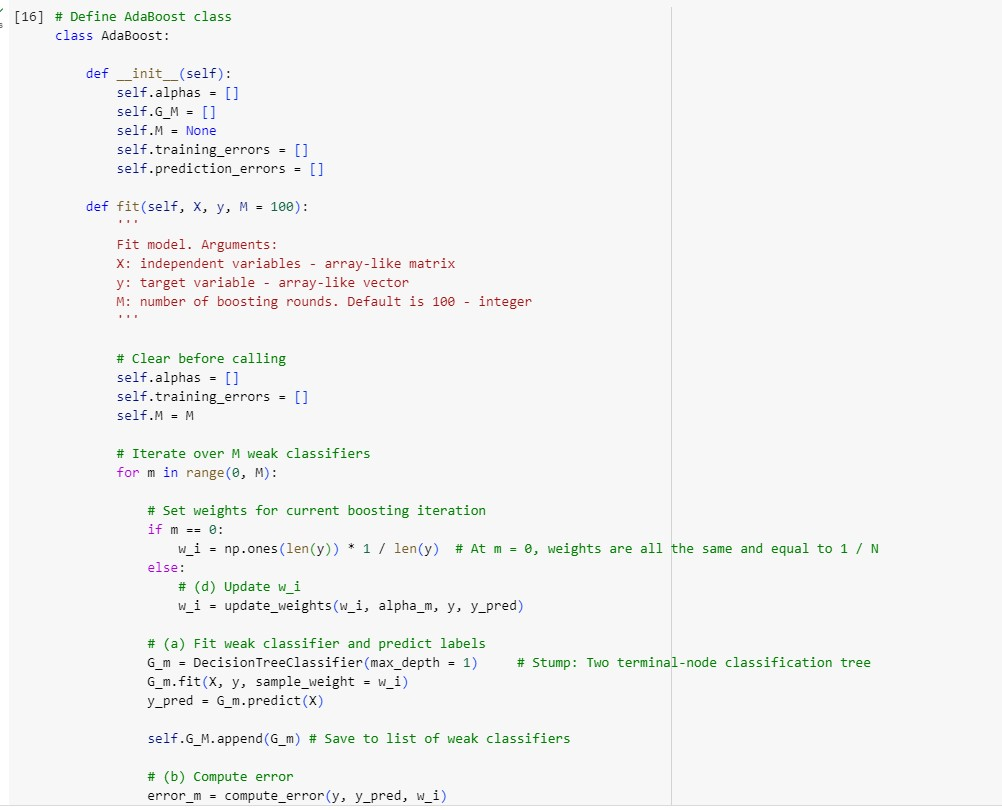 [16] # Define AdaBoost class
class AdaBoost:
def __init__(self):
self.alphas = []
self.G_M = []
self.M = None
self.training_errors = []
self.prediction_errors = []
def fit(self, X, y, M = 100):
'''
Fit model. Arguments:
X: independent variables - array-like matrix
y: target variable - array-like vector
M: number of boosting rounds. Default is 100 - integer
'''
# Clear before calling
self.alphas = []
self.training_errors = []
self.M = M
# Iterate over M weak classifiers
for m in range(0, M):
# Set weights for current boosting iteration
if m == 0:
w_i = np.ones(len(y)) * 1 / len(y)  # At m = 0, weights are all the same and equal to 1 / N
else:
# (d) Update w_i
w_i = update_weights(w_i, alpha_m, y, y_pred)
# (a) Fit weak classifier and predict labels
G_m = DecisionTreeClassifier(max_depth = 1)     # Stump: Two terminal-node classification tree
G_m.fit(X, y, sample_weight = w_i)
y_pred = G_m.predict(X)
self.G_M.append(G_m) # Save to list of weak classifiers
# (b) Compute error
error_m = compute_error(y, y_pred, w_i)